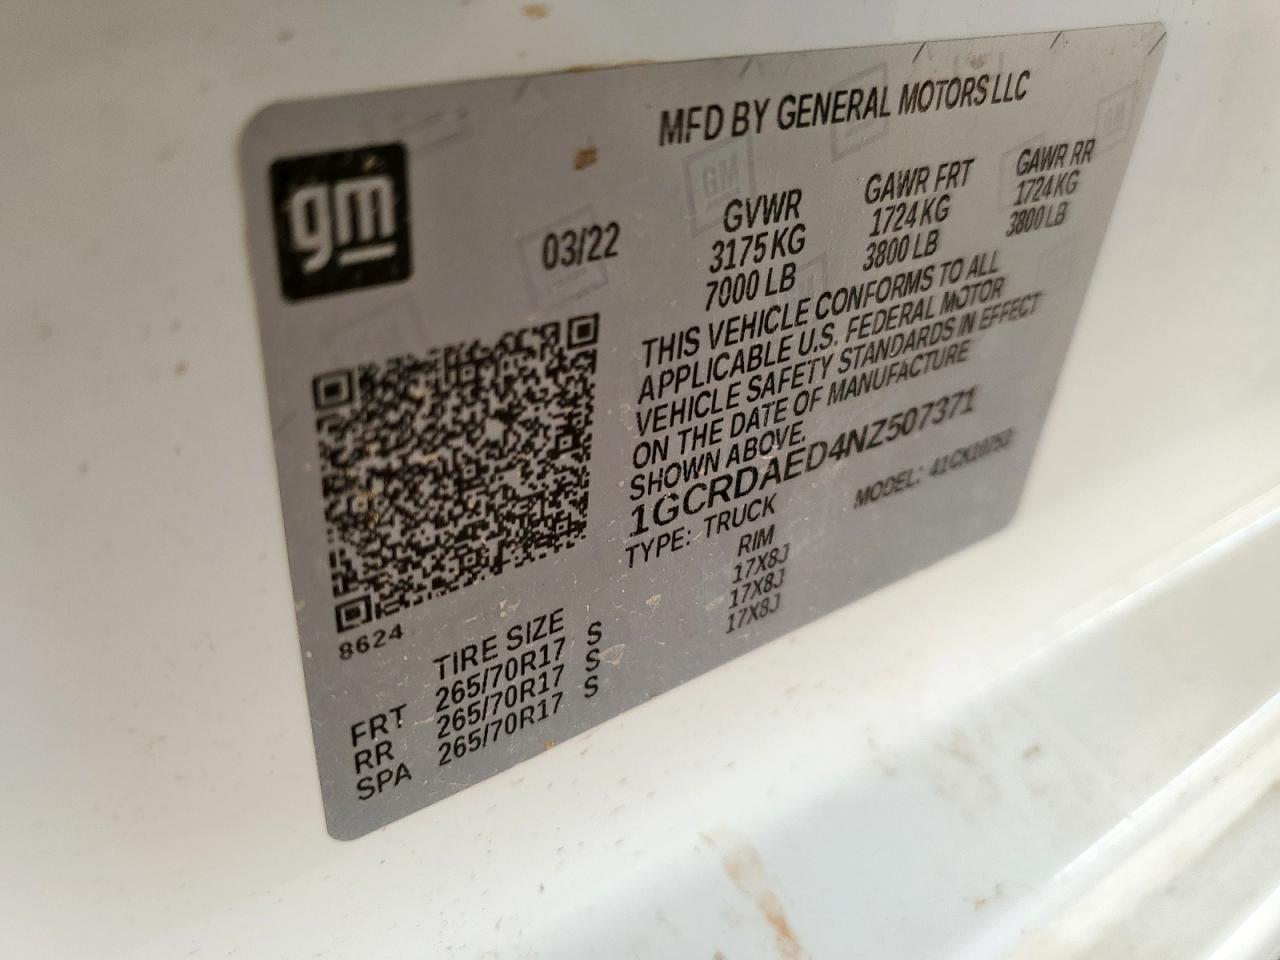 gm
MFD BY GENERAL MOTORS LLC
03/22
GVWR GAWR FRT GAWR RR
3175 KG 1724 KG 1724 KG
7000 LB 3800 LB 3800 LB
THIS VEHICLE CONFORMS TO ALL
APPLICABLE U.S. FEDERAL MOTOR
VEHICLE SAFETY STANDARDS IN EFFECT
ON THE DATE OF MANUFACTURE
SHOWN ABOVE.
1GCRDAED4NZ507371
TYPE: TRUCK MODEL:
8624
TIRE SIZE RIM
FRT 265/70R17 S 17X8J
RR 265/70R17 S 17X8J
SPA 265/70R17 S 17X8J